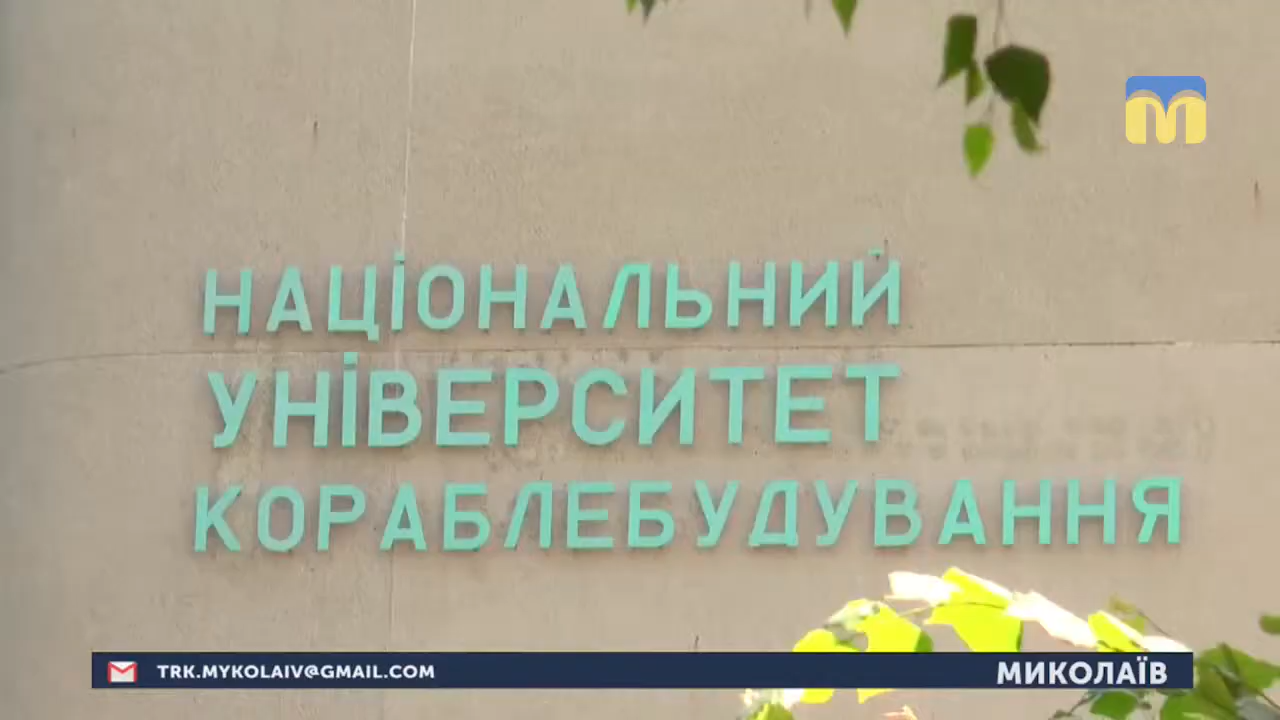 НАЦІОНАЛЬНИЙ
УНІВЕРСИТЕТ
КОРАБЛЕБУДУВАННЯ
TRK.MYKOLAIV@GMAIL.COM
МИКОЛАЇВ